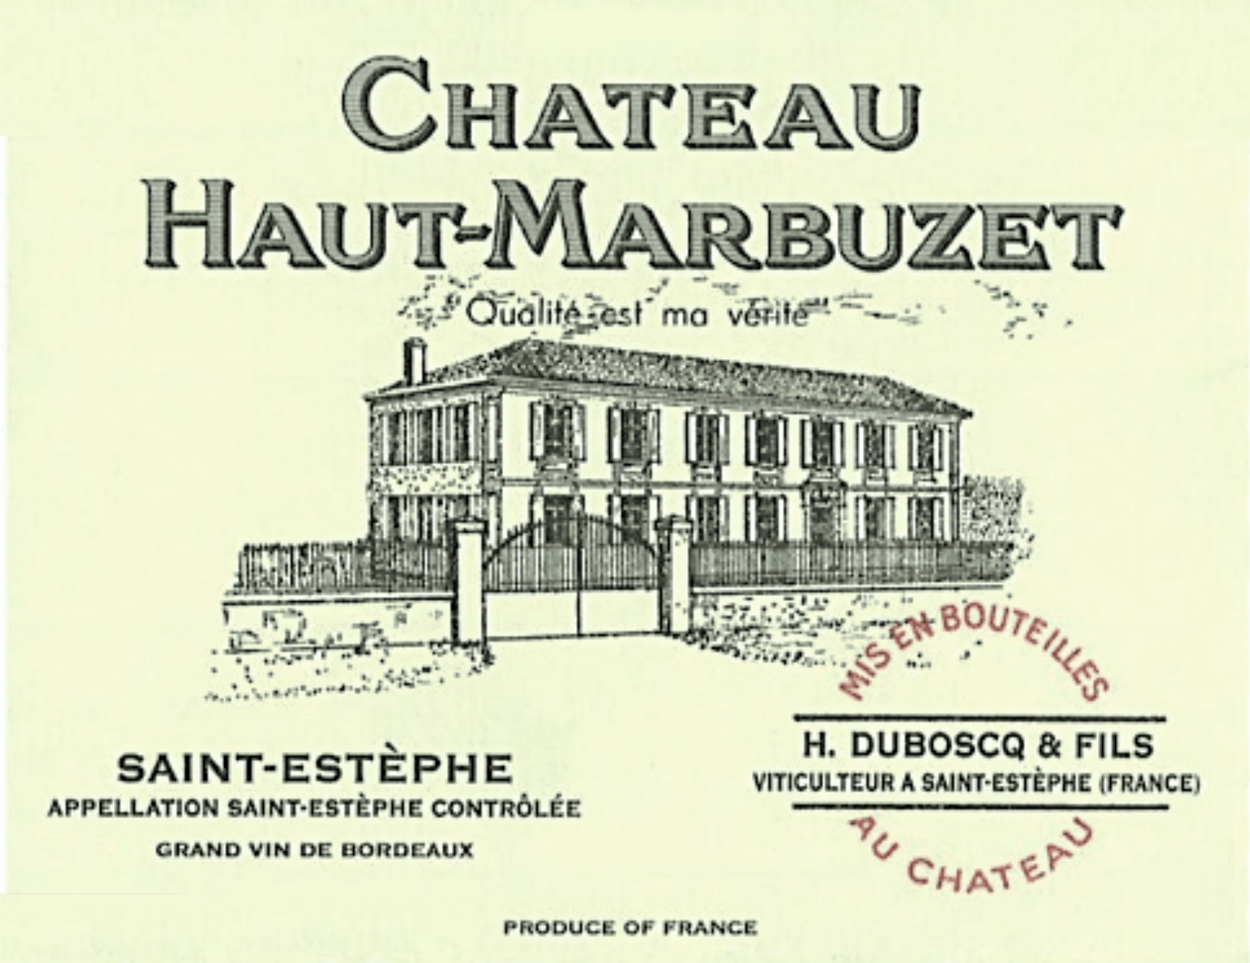 CHATEAU
HAUT-MARBUZET
Qualité est ma vérité
MIS EN BOUTEILLES
H. DUBOSCQ & FILS
VITICULTEUR A SAINT-ESTÈPHE (FRANCE)
AU CHATEAU
SAINT-ESTÈPHE
APPELLATION SAINT-ESTÈPHE CONTRÔLÉE
GRAND VIN DE BORDEAUX
PRODUCE OF FRANCE